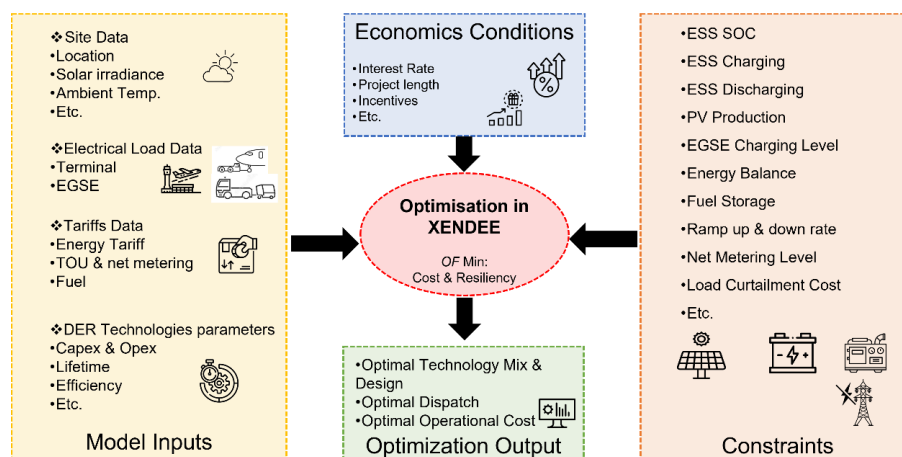 ❖Site Data
•Location
•Solar irradiance
•Ambient Temp.
•Etc.
❖Electrical Load Data
•Terminal
•EGSE
❖Tariffs Data
•Energy Tariff
•TOU & net metering
•Fuel
❖DER Technologies parameters
•Capex & Opex
•Lifetime
•Efficiency
•Etc.
Model Inputs
Economics Conditions
•Interest Rate
•Project length
•Incentives
•Etc.
Optimisation in
XENDEE
OF Min:
Cost & Resiliency
•Optimal Technology Mix &
Design
•Optimal Dispatch
•Optimal Operational Cost
Optimization Output
•ESS SOC
•ESS Charging
•ESS Discharging
•PV Production
•EGSE Charging Level
•Energy Balance
•Fuel Storage
•Ramp up & down rate
•Net Metering Level
•Load Curtailment Cost
•Etc.
Constraints